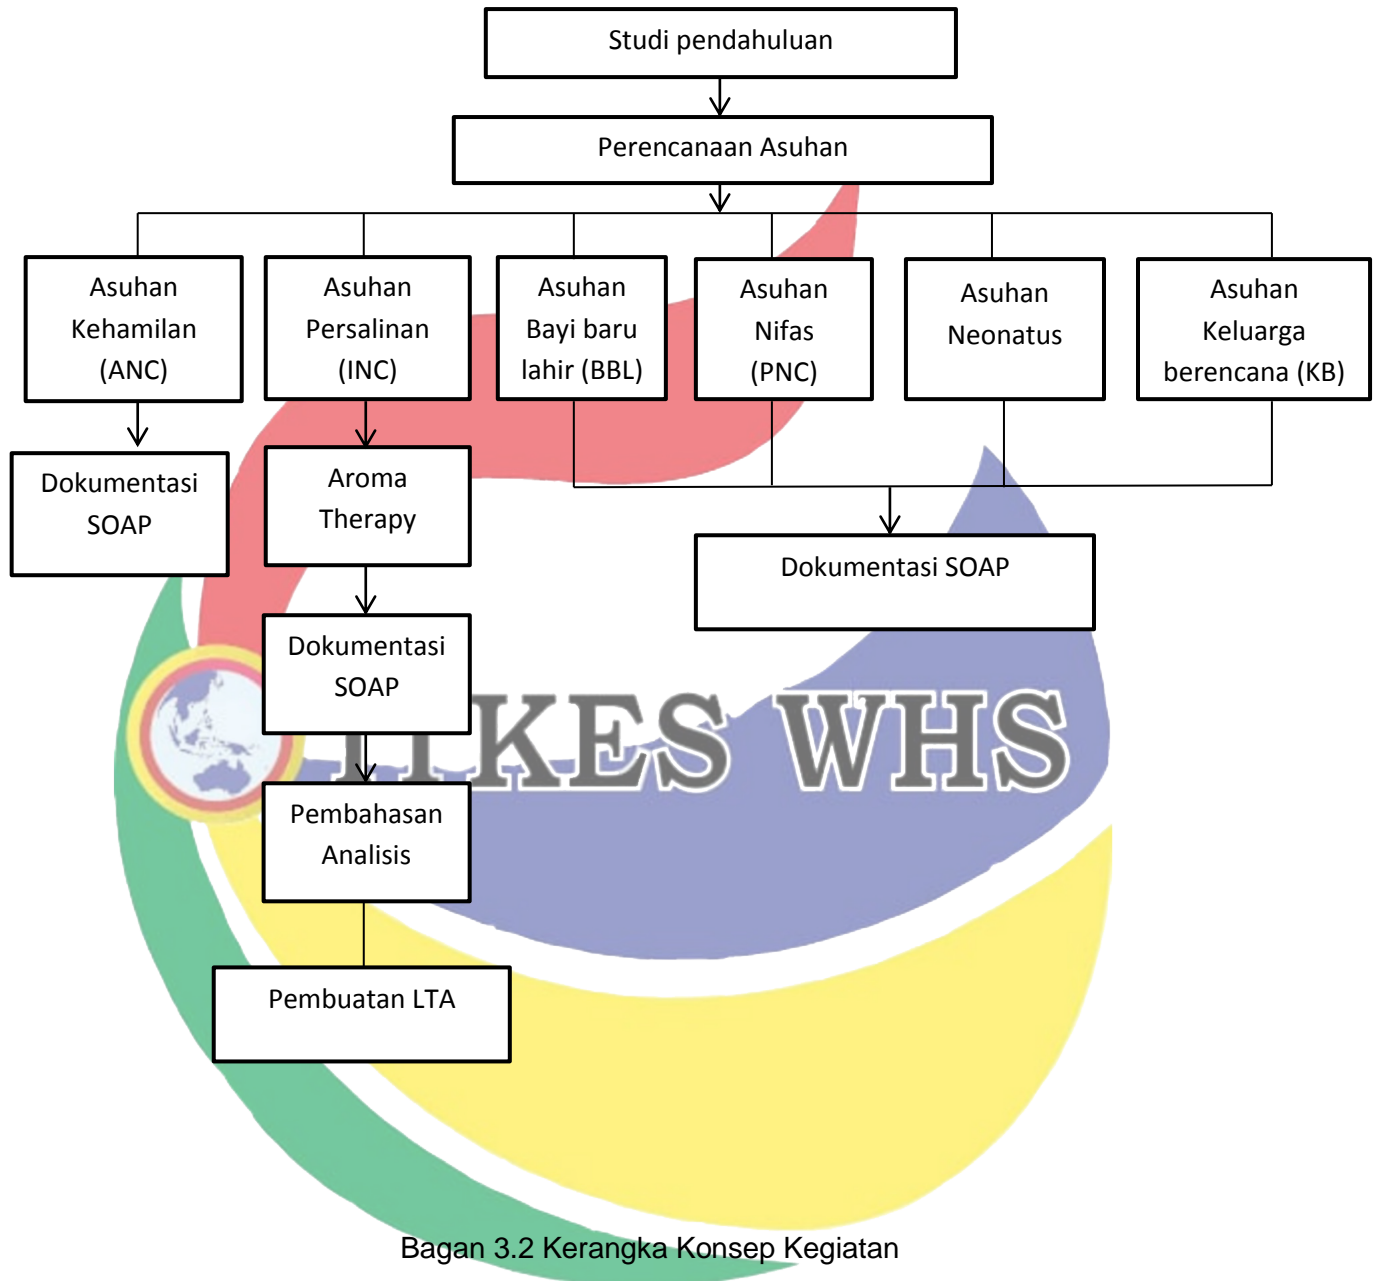 Studi pendahuluan
Perencanaan Asuhan
Asuhan
Kehamilan
(ANC)
Asuhan
Persalinan
(INC)
Asuhan
Bayi baru
lahir (BBL)
Asuhan
Nifas
(PNC)
Asuhan
Neonatus
Asuhan
Keluarga
berencana (KB)
Dokumentasi
SOAP
Aroma
Therapy
Dokumentasi SOAP
Dokumentasi
SOAP
ITKES WHS
Pembahasan
Analisis
Pembuatan LTA
Bagan 3.2 Kerangka Konsep Kegiatan